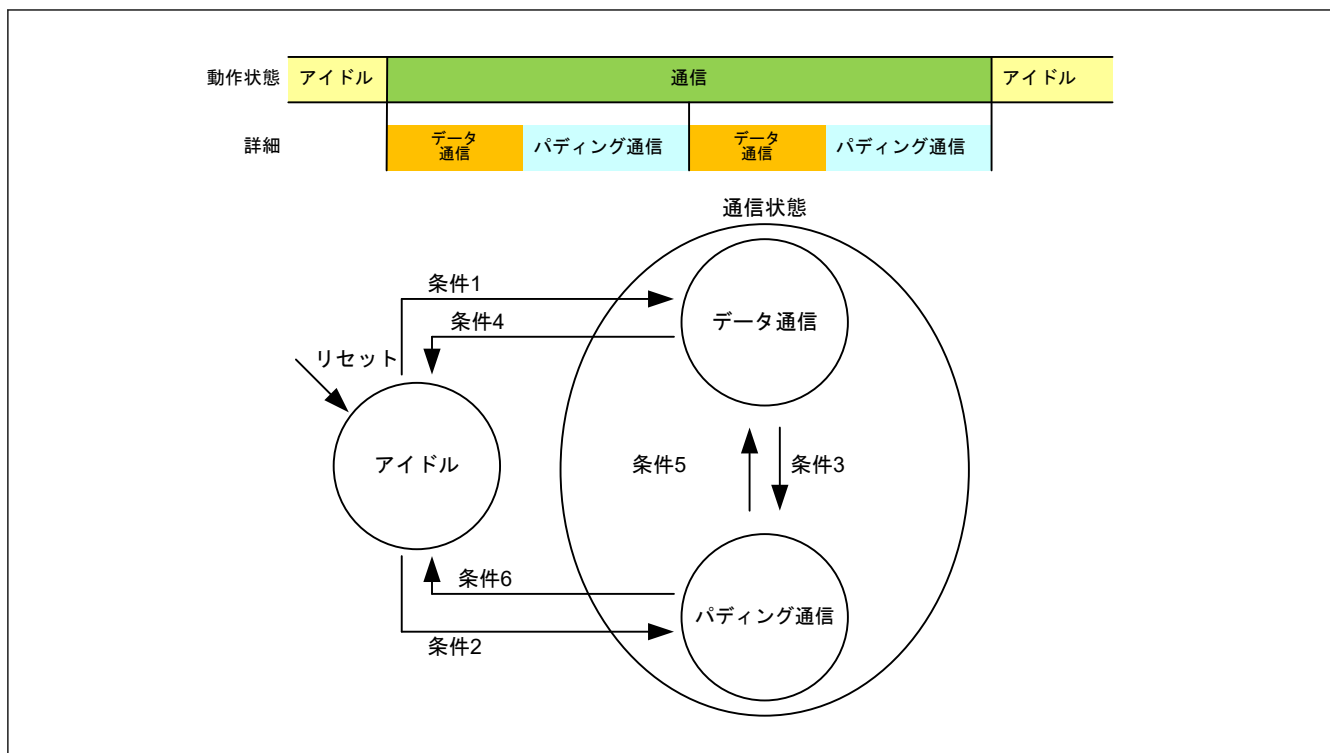 動作状態
アイドル
通信
アイドル
詳細
データ
通信
パディング通信
データ
通信
パディング通信
通信状態
条件1
データ通信
条件4
リセット
アイドル
条件5
条件3
条件6
パディング通信
条件2